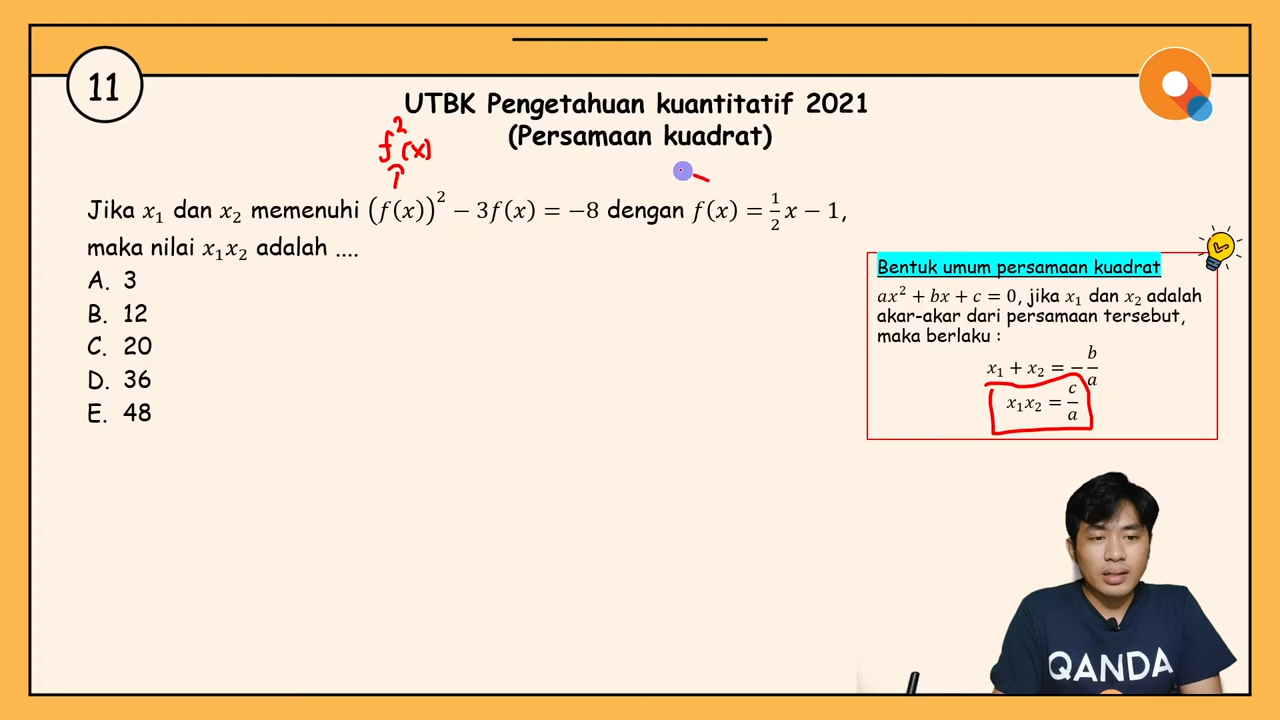 11
UTBK Pengetahuan kuantitatif 2021
(Persamaan kuadrat)
f²(x)
Jika x₁ dan x₂ memenuhi (f(x))² − 3f(x) = −8 dengan f(x) = 1/2 x − 1,
maka nilai x₁x₂ adalah ....
A. 3
B. 12
C. 20
D. 36
E. 48
Bentuk umum persamaan kuadrat
ax² + bx + c = 0, jika x₁ dan x₂ adalah
akar-akar dari persamaan tersebut,
maka berlaku :
x₁ + x₂ = − b/a
x₁x₂ = c/a
QANDA